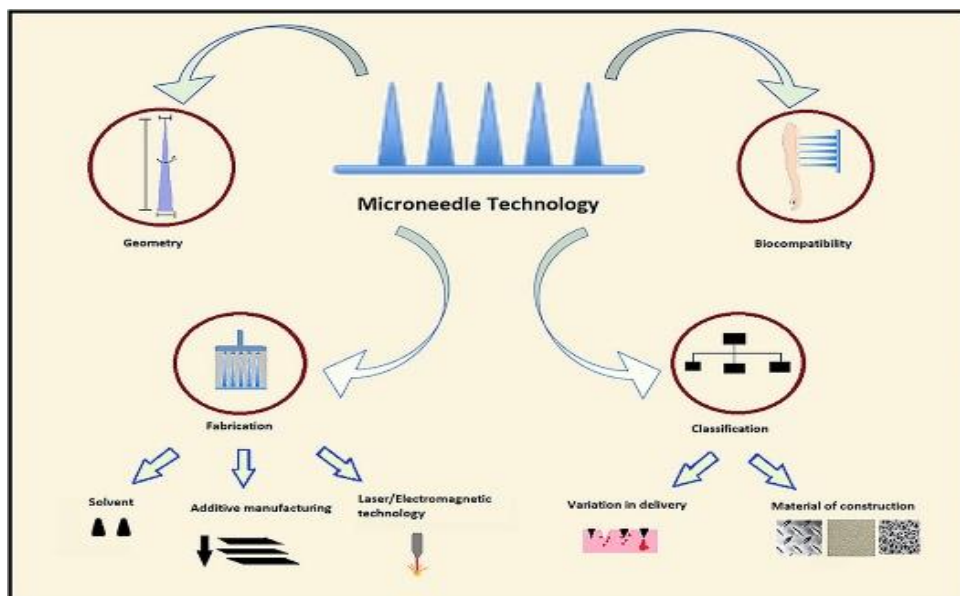 Microneedle Technology
Geometry
Biocompatibility
Fabrication
Classification
Solvent
Additive manufacturing
Laser/Electromagnetic
technology
Variation in delivery
Material of construction